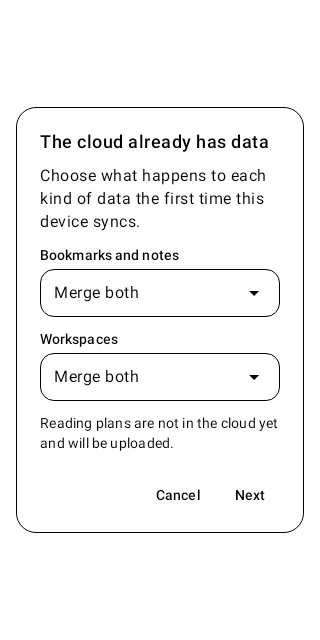 The cloud already has data
Choose what happens to each
kind of data the first time this
device syncs.
Bookmarks and notes
Merge both
Workspaces
Merge both
Reading plans are not in the cloud yet
and will be uploaded.
Cancel Next